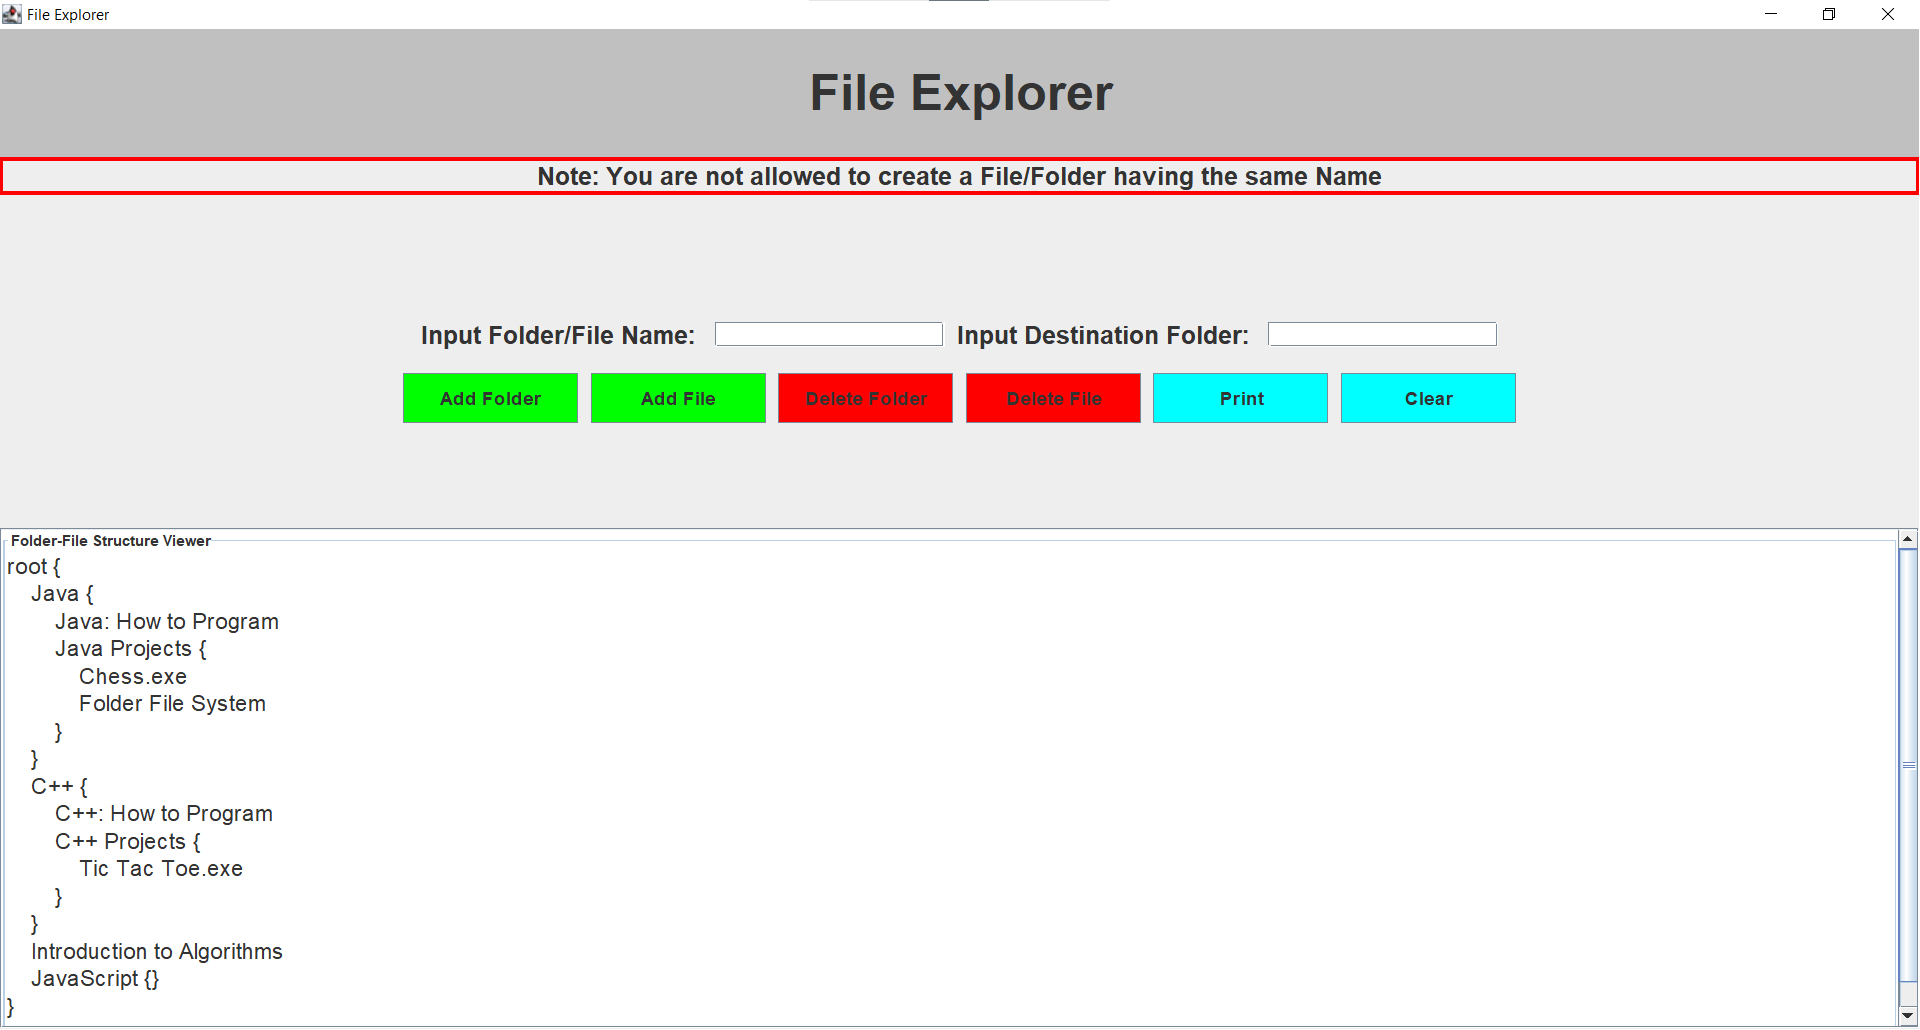 File Explorer
File Explorer
Note: You are not allowed to create a File/Folder having the same Name
Input Folder/File Name: Input Destination Folder:
Add Folder Add File Delete Folder Delete File Print Clear
Folder-File Structure Viewer
root {
    Java {
        Java: How to Program
        Java Projects {
            Chess.exe
            Folder File System
        }
    }
    C++ {
        C++: How to Program
        C++ Projects {
            Tic Tac Toe.exe
        }
    }
    Introduction to Algorithms
    JavaScript {}
}